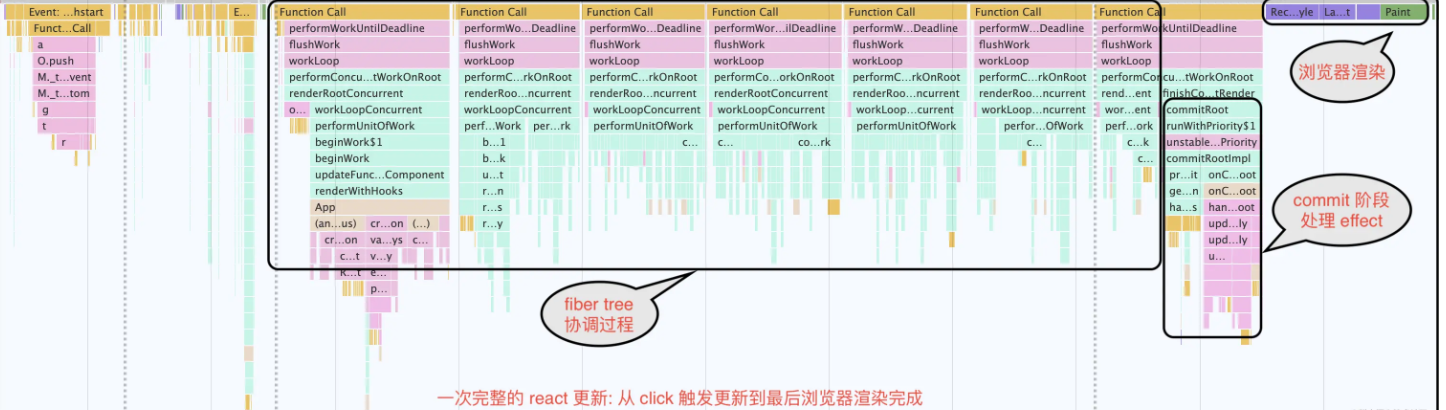 Event: ...hstart E... Function Call Function Call Function Call Function Call Function Call Function Call Function Call Rec...yle La...t Paint
Funct...Call performWorkUntilDeadline performWo...Deadline performWo...Deadline performWor...ilDeadline performW...Deadline performW...Deadline performWorkUntilDeadline
a flushWork flushWork flushWork flushWork flushWork flushWork flushWork
O.push workLoop workLoop workLoop workLoop workLoop workLoop workLoop
M._t...vent performConcu...tWorkOnRoot performC...rkOnRoot performC...rkOnRoot performCo...orkOnRoot performC...rkOnRoot performC...rkOnRoot performConcu...tWorkOnRoot
M._t...tom renderRootConcurrent renderRoo...ncurrent renderRoo...ncurrent renderRoot...oncurrent renderRoo...ncurrent renderRoo...ncurrent rend...ent finishCo...tRender
g o... workLoopConcurrent workLoopConcurrent workLoopConcurrent workLoopConcurrent workLoop...current workLoop...ncurrent wor...ent commitRoot
t performUnitOfWork perf...Work per...rk performUnitOfWork performUnitOfWork performUnitOfWork perfor...OfWork perf...ork runWithPriority$1
r beginWork$1 b...1 c... c... co...rk c... c...k unstable...Priority
beginWork b...k c... commitRootImpl
updateFunc...Component u...t pr...it onC...oot
renderWithHooks r...n ge...n onC...oot
App r...s ha...s han...oot
(an...us) cr...on (...) r...y upd...ly
cr...on va...ys c... upd...ly
c...t v...y u...
K...t e...
p...
浏览器渲染
commit 阶段
处理 effect
fiber tree
协调过程
一次完整的 react 更新: 从 click 触发更新到最后浏览器渲染完成